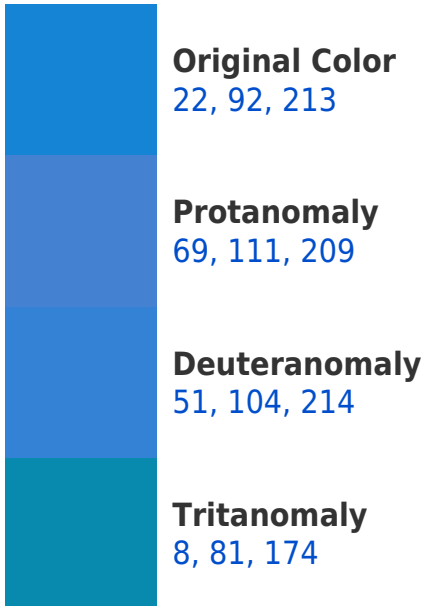 Original Color
22, 92, 213
Protanomaly
69, 111, 209
Deuteranomaly
51, 104, 214
Tritanomaly
8, 81, 174